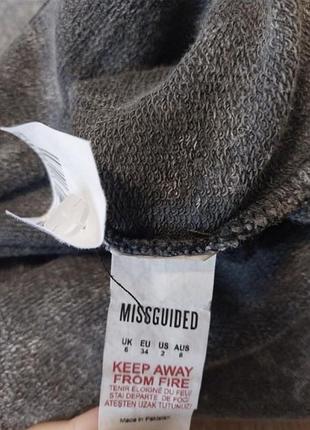 MISSGUIDED
UK EU US AUS
6 34 2 6
KEEP AWAY
FROM FIRE
TENIR ÉLOIGNÉ DU FEU
STAI DEPARTE DE FOC
ATEŞTEN UZAK TUTUNUZ
Made in Pakistan